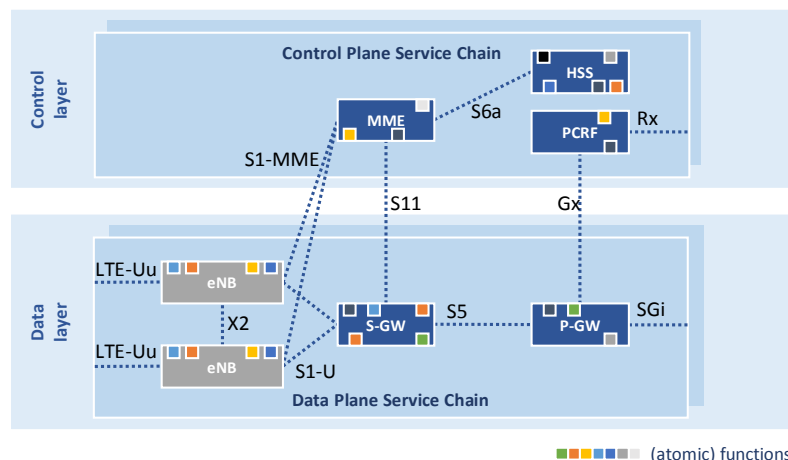 Control Plane Service Chain
Control
layer
HSS
MME
S6a
PCRF
Rx
S1-MME
S11
Gx
Data
layer
LTE-Uu
eNB
X2
S-GW
S5
P-GW
SGi
LTE-Uu
eNB
S1-U
Data Plane Service Chain
(atomic) functions